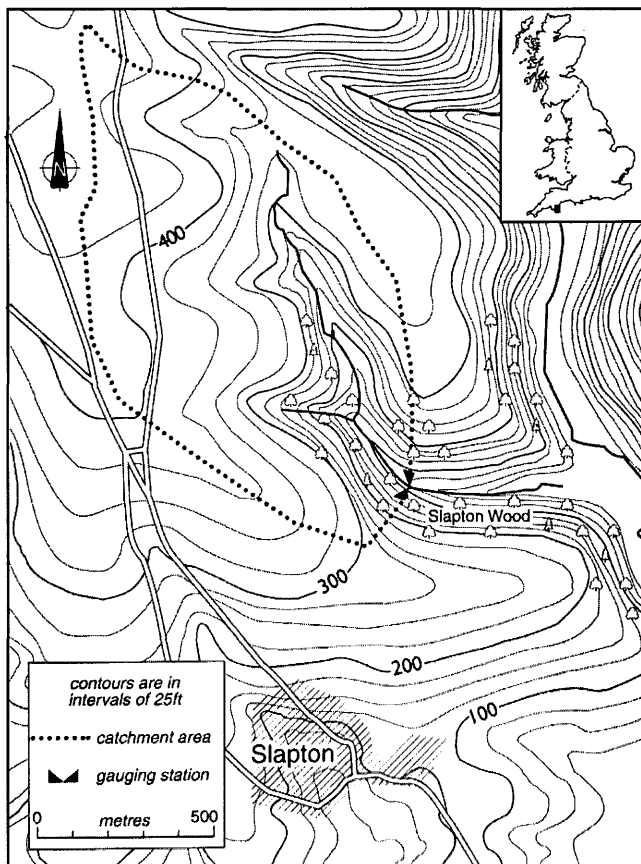 N
400
Slapton Wood
300
200
100
Slapton
contours are in
intervals of 25ft
catchment area
gauging station
metres
0 500